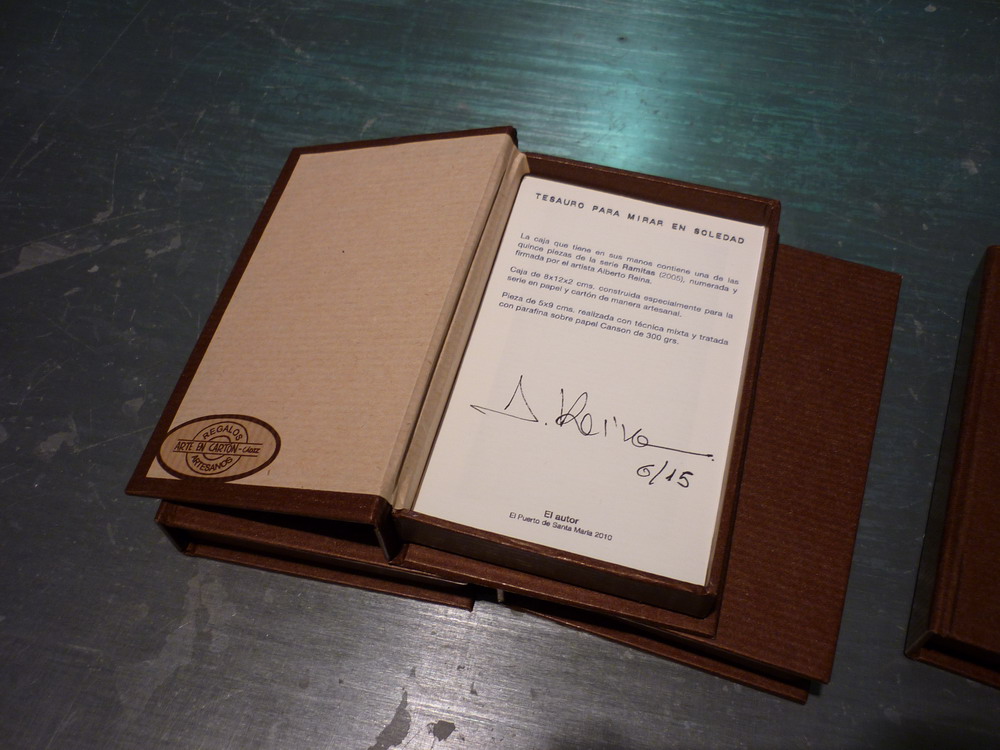 TESAURO PARA MIRAR EN SOLEDAD
La caja que tiene en sus manos contiene una de las
quince piezas de la serie Ramitas (2005), numerada y
firmada por el artista Alberto Reina.
Caja de 8x12x2 cms. construida especialmente para la
serie en papel y cartón de manera artesanal.
Pieza de 5x9 cms. realizada con técnica mixta y tratada
con parafina sobre papel Canson de 300 grs.
A. Reina
6/15
El autor
El Puerto de Santa María 2010
REGALOS
ARTE EN CARTÓN - CÁDIZ
ARTESANOS